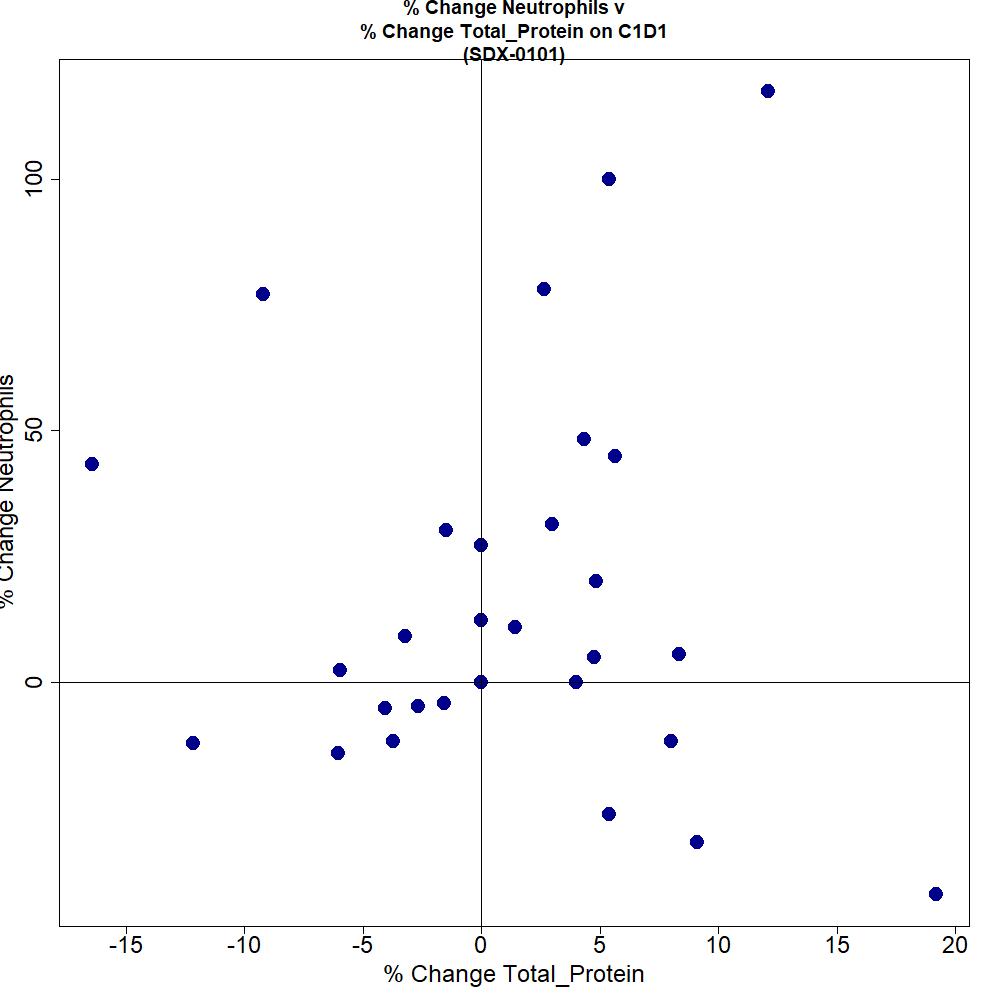 % Change Neutrophils v
% Change Total_Protein on C1D1
(SDX-0101)
% Change Neutrophils
100
50
0
-15 -10 -5 0 5 10 15 20
% Change Total_Protein